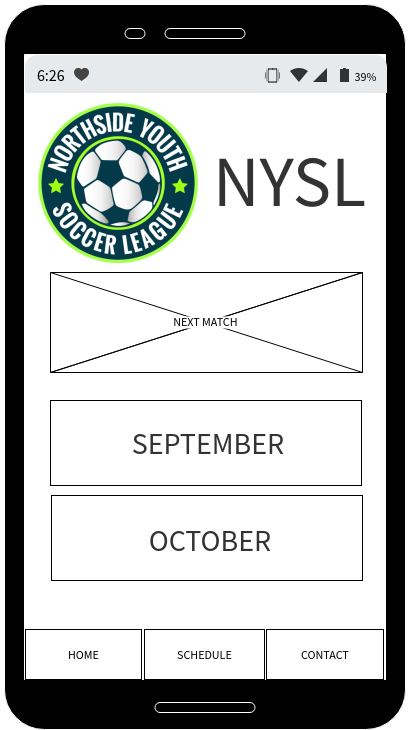 6:26
39%
NORTHSIDE YOUTH
SOCCER LEAGUE
NYSL
NEXT MATCH
SEPTEMBER
OCTOBER
HOME
SCHEDULE
CONTACT